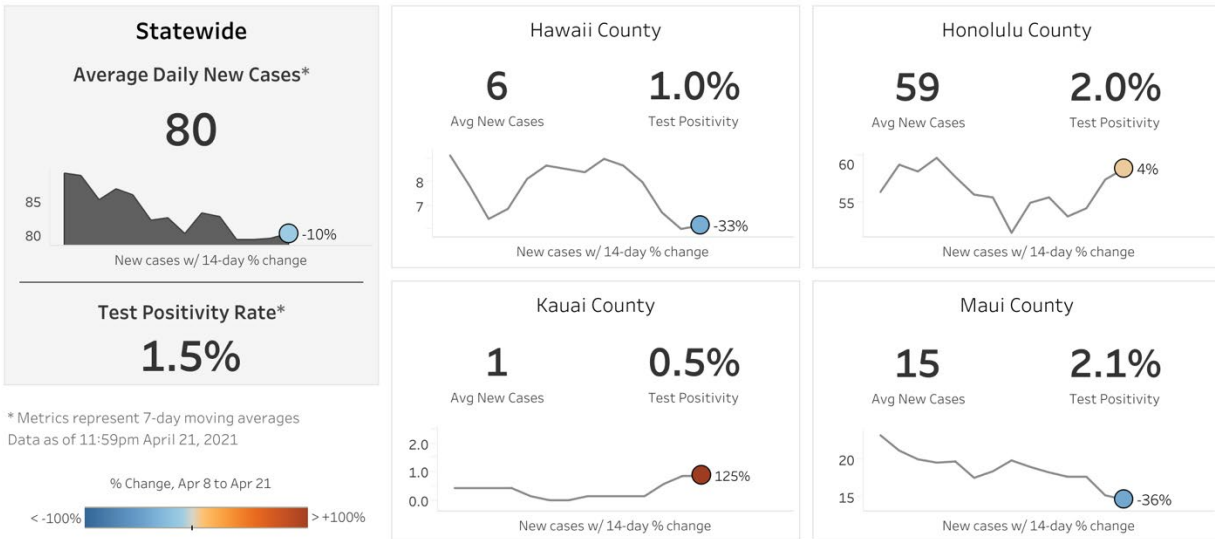 Statewide
Average Daily New Cases*
80
85
80
-10%
New cases w/ 14-day % change
Test Positivity Rate*
1.5%
* Metrics represent 7-day moving averages
Data as of 11:59pm April 21, 2021
% Change, Apr 8 to Apr 21
< -100%
> +100%
Hawaii County
6
1.0%
Avg New Cases
Test Positivity
8
7
-33%
New cases w/ 14-day % change
Honolulu County
59
2.0%
Avg New Cases
Test Positivity
60
55
4%
New cases w/ 14-day % change
Kauai County
1
0.5%
Avg New Cases
Test Positivity
2.0
1.0
0.0
125%
New cases w/ 14-day % change
Maui County
15
2.1%
Avg New Cases
Test Positivity
20
15
-36%
New cases w/ 14-day % change